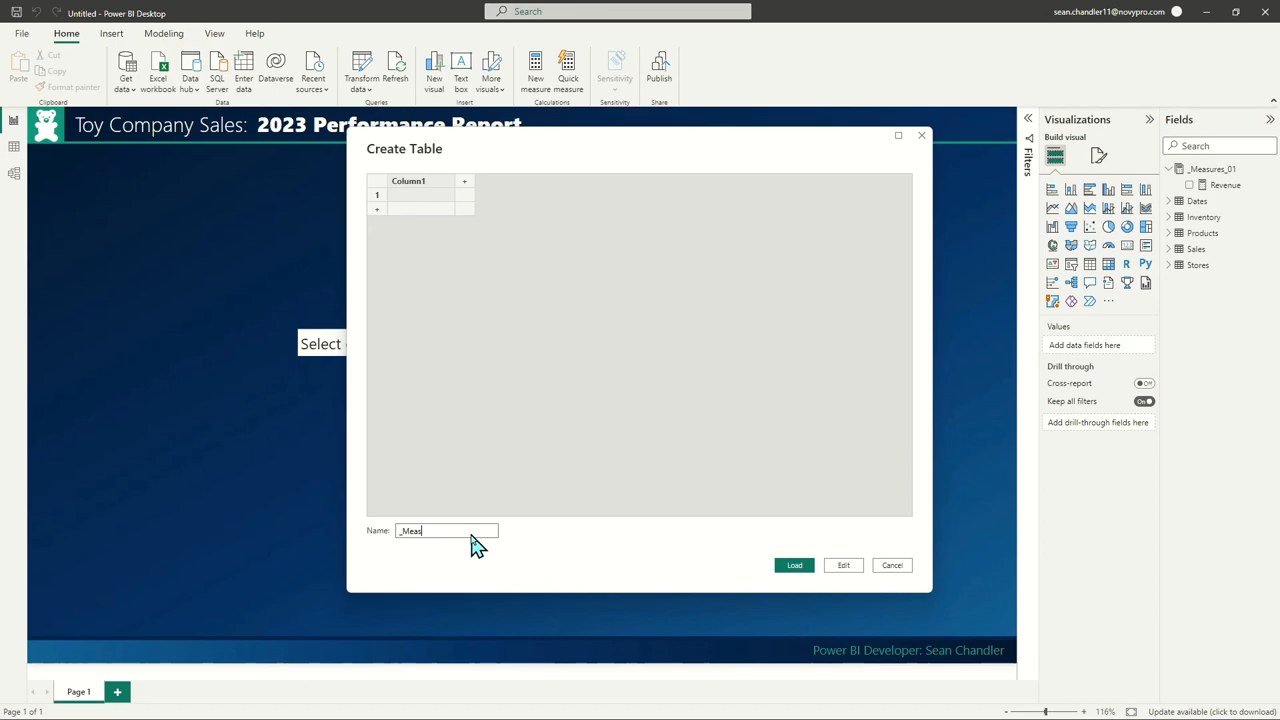 Untitled - Power BI Desktop
Search
sean.chandler11@novypro.com
File
Home
Insert
Modeling
View
Help
Paste
Cut
Copy
Format painter
Clipboard
Get data
Excel workbook
Data hub
SQL Server
Enter data
Dataverse
Recent sources
Data
Transform data
Refresh
Queries
New visual
Text box
More visuals
Insert
New measure
Quick measure
Calculations
Sensitivity
Sensitivity
Publish
Share
Toy Company Sales: 2023 Performance Report
Select
Create Table
Column1
+
1
+
Name: _Meas
Load
Edit
Cancel
Power BI Developer: Sean Chandler
Filters
Visualizations
Build visual
R
Py
Values
Add data fields here
Drill through
Cross-report
Off
Keep all filters
On
Add drill-through fields here
Fields
Search
_Measures_01
Revenue
Dates
Inventory
Products
Sales
Stores
Page 1
+
Page 1 of 1
- + 116%
Update available (click to download)